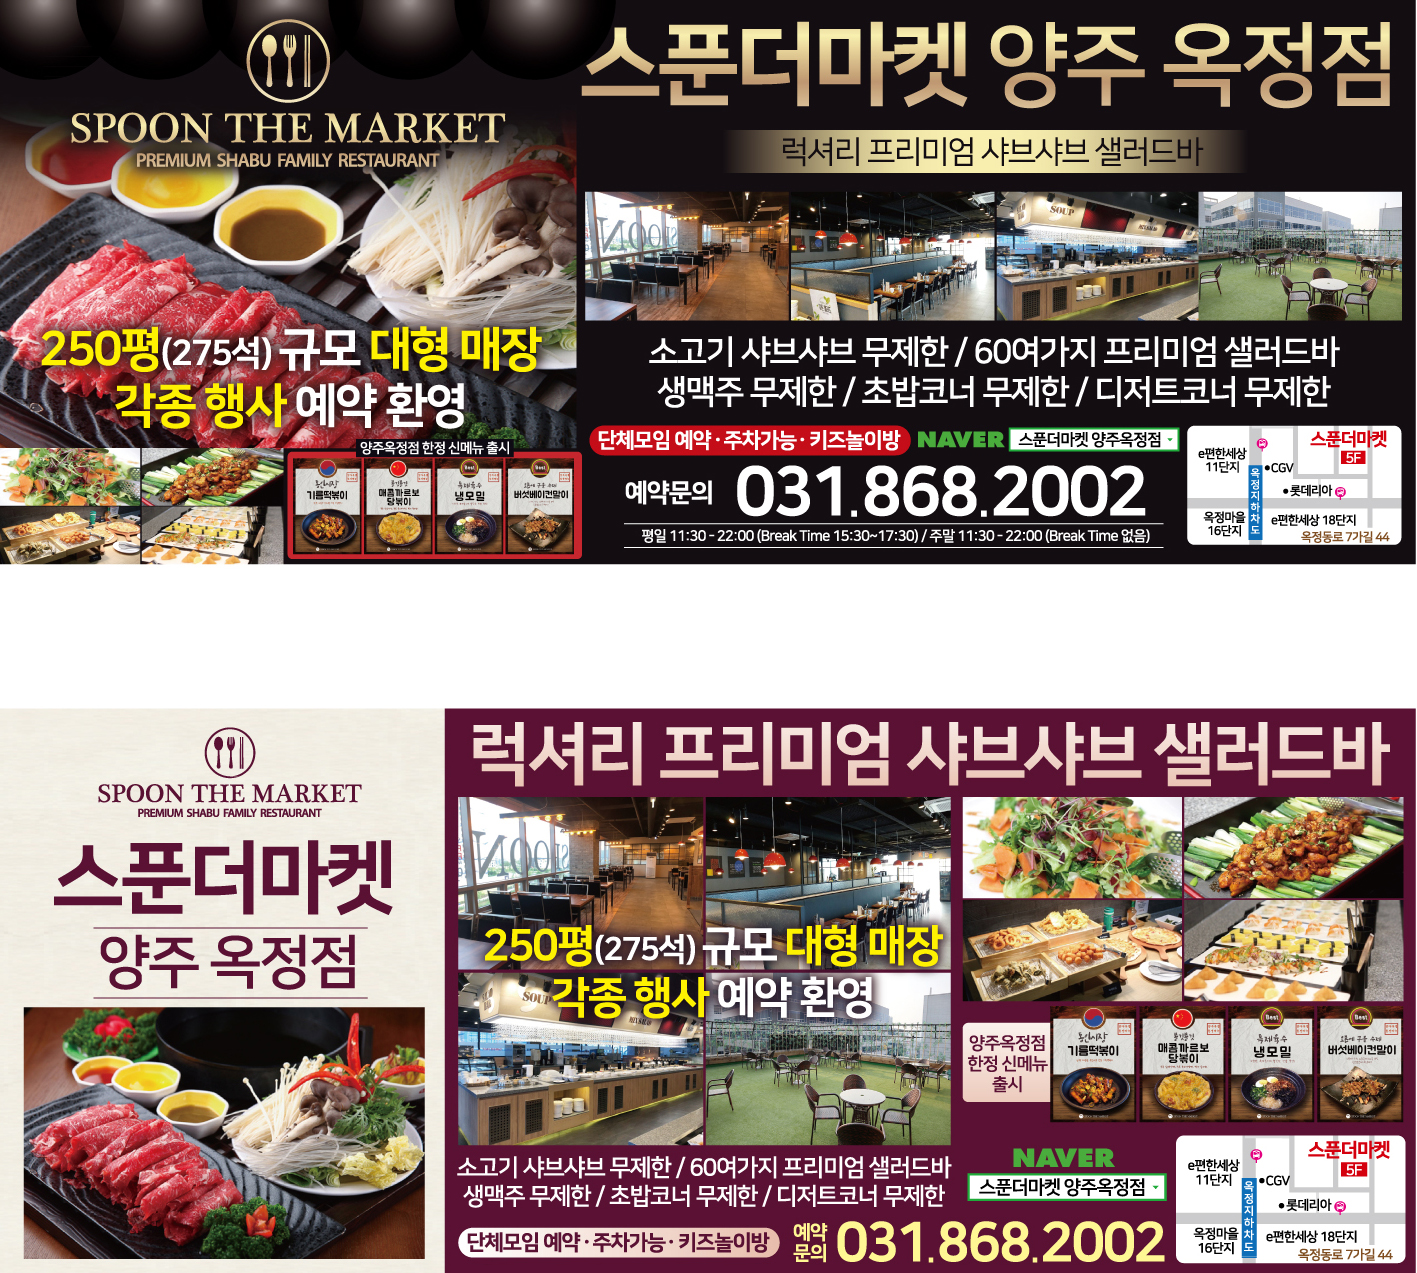 SPOON THE MARKET
PREMIUM SHABU FAMILY RESTAURANT
스푼더마켓 양주 옥정점
럭셔리 프리미엄 샤브샤브 샐러드바
SPOON
SOUP
250평(275석) 규모 대형 매장
각종 행사 예약 환영
소고기 샤브샤브 무제한 / 60여가지 프리미엄 샐러드바
생맥주 무제한 / 초밥코너 무제한 / 디저트코너 무제한
양주옥정점 한정 신메뉴 출시
기름떡볶이
매콤까르보
당볶이
Best
냉모밀
Best
버섯베이컨말이
단체모임 예약 · 주차가능 · 키즈놀이방
NAVER 스푼더마켓 양주옥정점
예약문의 031.868.2002
평일 11:30 - 22:00 (Break Time 15:30~17:30) / 주말 11:30 - 22:00 (Break Time 없음)
스푼더마켓
5F
e편한세상
11단지
CGV
롯데리아
옥정지하차도
옥정마을
16단지
e편한세상 18단지
옥정동로 7가길 44
SPOON THE MARKET
PREMIUM SHABU FAMILY RESTAURANT
스푼더마켓
양주 옥정점
럭셔리 프리미엄 샤브샤브 샐러드바
SPOON
250평(275석) 규모 대형 매장
SOUP
각종 행사 예약 환영
양주옥정점
한정 신메뉴
출시
기름떡볶이
매콤까르보
당볶이
Best
냉모밀
Best
버섯베이컨말이
소고기 샤브샤브 무제한 / 60여가지 프리미엄 샐러드바
생맥주 무제한 / 초밥코너 무제한 / 디저트코너 무제한
단체모임 예약 · 주차가능 · 키즈놀이방
예약
문의
031.868.2002
NAVER
스푼더마켓 양주옥정점
스푼더마켓
5F
e편한세상
11단지
CGV
롯데리아
옥정지하차도
옥정마을
16단지
e편한세상 18단지
옥정동로 7가길 44